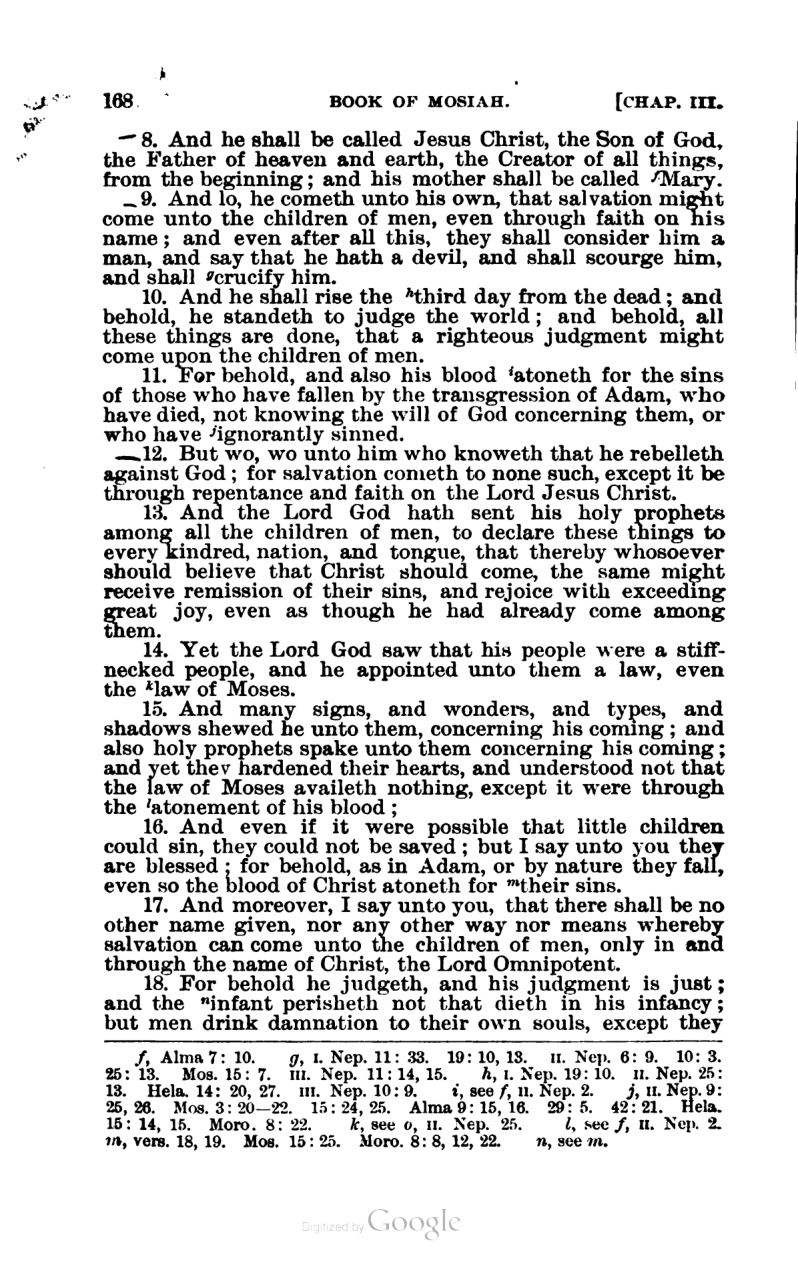 168 BOOK OF MOSIAH. [CHAP. III.
8. And he shall be called Jesus Christ, the Son of God,
the Father of heaven and earth, the Creator of all things,
from the beginning; and his mother shall be called fMary.
9. And lo, he cometh unto his own, that salvation might
come unto the children of men, even through faith on his
name; and even after all this, they shall consider him a
man, and say that he hath a devil, and shall scourge him,
and shall gcrucify him.
10. And he shall rise the hthird day from the dead; and
behold, he standeth to judge the world; and behold, all
these things are done, that a righteous judgment might
come upon the children of men.
11. For behold, and also his blood iatoneth for the sins
of those who have fallen by the transgression of Adam, who
have died, not knowing the will of God concerning them, or
who have jignorantly sinned.
12. But wo, wo unto him who knoweth that he rebelleth
against God; for salvation cometh to none such, except it be
through repentance and faith on the Lord Jesus Christ.
13. And the Lord God hath sent his holy prophets
among all the children of men, to declare these things to
every kindred, nation, and tongue, that thereby whosoever
should believe that Christ should come, the same might
receive remission of their sins, and rejoice with exceeding
great joy, even as though he had already come among
them.
14. Yet the Lord God saw that his people were a stiff-
necked people, and he appointed unto them a law, even
the klaw of Moses.
15. And many signs, and wonders, and types, and
shadows shewed he unto them, concerning his coming; and
also holy prophets spake unto them concerning his coming;
and yet they hardened their hearts, and understood not that
the law of Moses availeth nothing, except it were through
the latonement of his blood;
16. And even if it were possible that little children
could sin, they could not be saved; but I say unto you they
are blessed; for behold, as in Adam, or by nature they fall,
even so the blood of Christ atoneth for mtheir sins.
17. And moreover, I say unto you, that there shall be no
other name given, nor any other way nor means whereby
salvation can come unto the children of men, only in and
through the name of Christ, the Lord Omnipotent.
18. For behold he judgeth, and his judgment is just;
and the ninfant perisheth not that dieth in his infancy;
but men drink damnation to their own souls, except they
f, Alma 7: 10. g, I. Nep. 11: 33. 19: 10, 13. II. Nep. 6: 9. 10: 3.
25: 13. Mos. 15: 7. III. Nep. 11: 14, 15. h, I. Nep. 19: 10. II. Nep. 25:
13. Hela. 14: 20, 27. III. Nep. 10: 9. i, see f, II. Nep. 2. j, II. Nep. 9:
25, 26. Mos. 3: 20—22. 15: 24, 25. Alma 9: 15, 16. 29: 5. 42: 21. Hela.
15: 14, 15. Moro. 8: 22. k, see o, II. Nep. 25. l, see f, II. Nep. 2.
m, vers. 18, 19. Mos. 15: 25. Moro. 8: 8, 12, 22. n, see m.
Digitized by Google